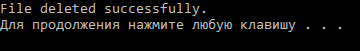 File deleted successfully.
Для продолжения нажмите любую клавишу . . .